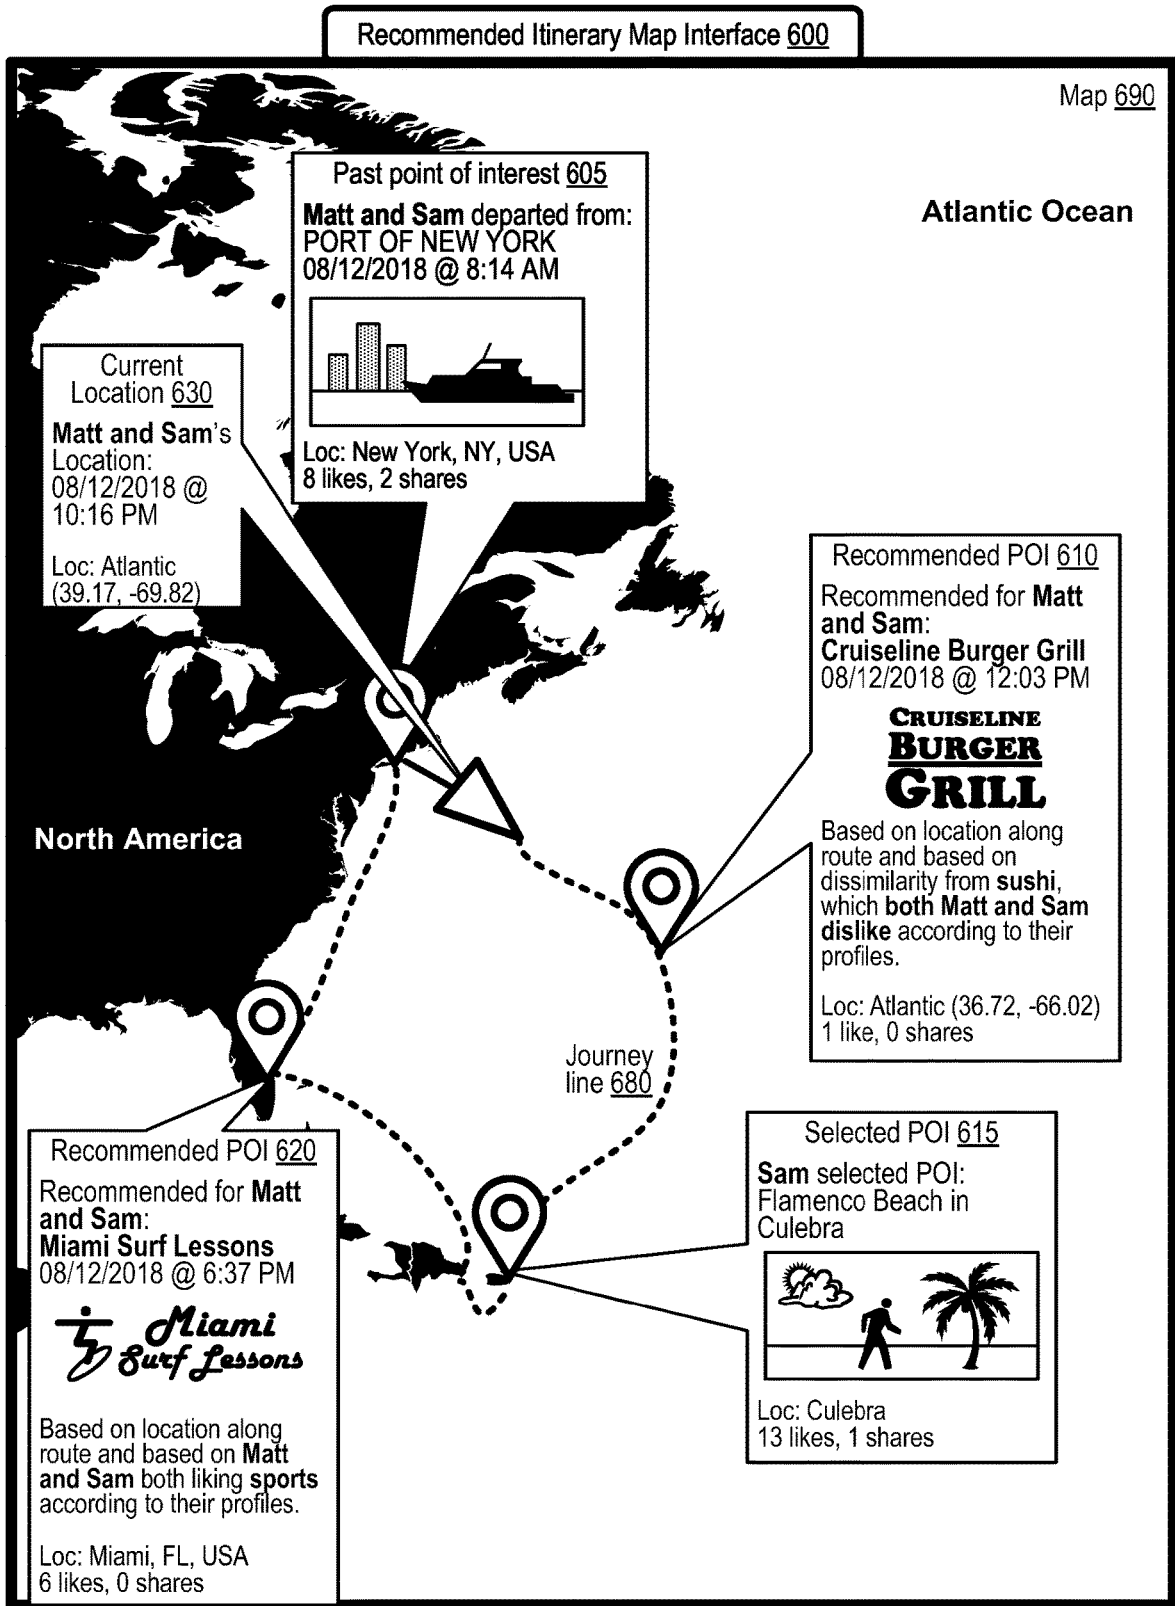 Recommended Itinerary Map Interface 600
Map 690
Atlantic Ocean
Past point of interest 605
Matt and Sam departed from:
PORT OF NEW YORK
08/12/2018 @ 8:14 AM
Loc: New York, NY, USA
8 likes, 2 shares
Current
Location 630
Matt and Sam's
Location:
08/12/2018 @
10:16 PM
Loc: Atlantic
(39.17, -69.82)
Recommended POI 610
Recommended for Matt
and Sam:
Cruiseline Burger Grill
08/12/2018 @ 12:03 PM
CRUISELINE
BURGER
GRILL
Based on location along
route and based on
dissimilarity from sushi,
which both Matt and Sam
dislike according to their
profiles.
Loc: Atlantic (36.72, -66.02)
1 like, 0 shares
North America
Journey
line 680
Recommended POI 620
Recommended for Matt
and Sam:
Miami Surf Lessons
08/12/2018 @ 6:37 PM
Miami
Surf Lessons
Based on location along
route and based on Matt
and Sam both liking sports
according to their profiles.
Loc: Miami, FL, USA
6 likes, 0 shares
Selected POI 615
Sam selected POI:
Flamenco Beach in
Culebra
Loc: Culebra
13 likes, 1 shares